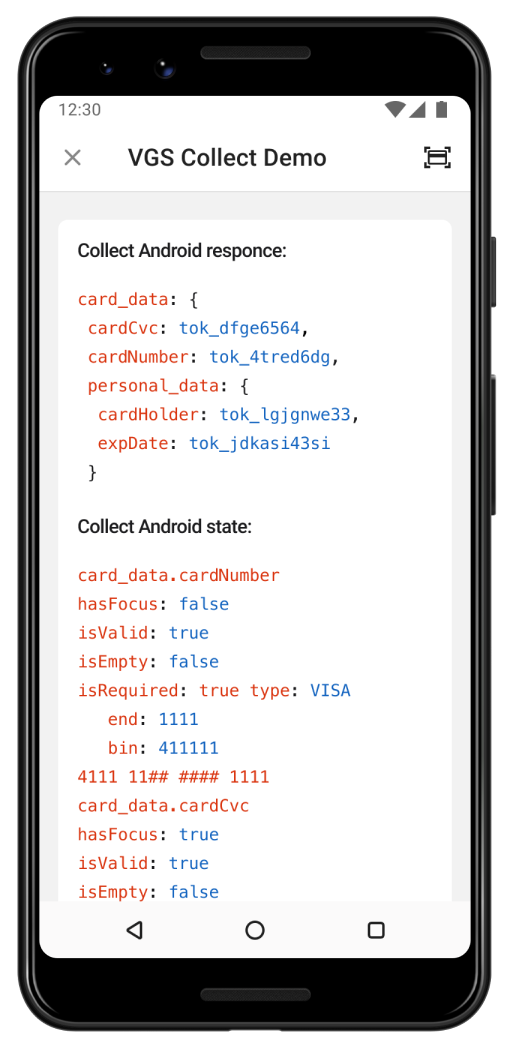 12:30
VGS Collect Demo
Collect Android responce:
card_data: {
cardCvc: tok_dfge6564,
cardNumber: tok_4tred6dg,
personal_data: {
cardHolder: tok_lgjgnwe33,
expDate: tok_jdkasi43si
}
Collect Android state:
card_data.cardNumber
hasFocus: false
isValid: true
isEmpty: false
isRequired: true type: VISA
end: 1111
bin: 411111
4111 11## #### 1111
card_data.cardCvc
hasFocus: true
isValid: true
isEmpty: false